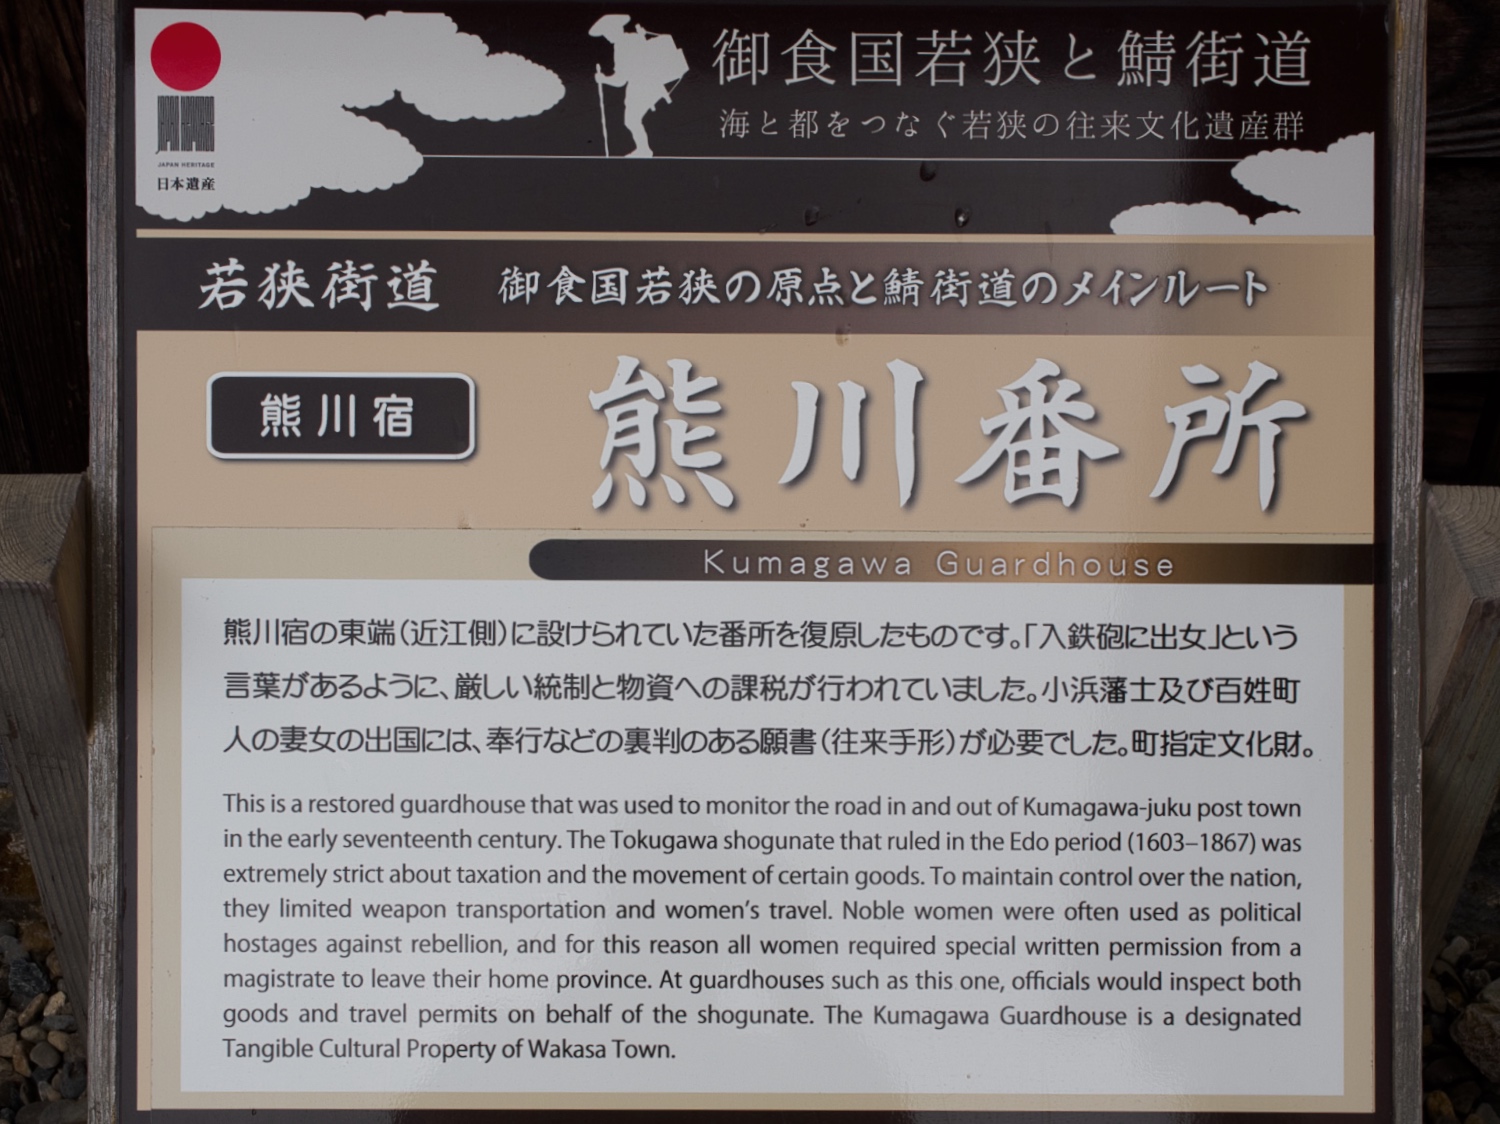 御食国若狭と鯖街道
海と都をつなぐ若狭の往来文化遺産群
JAPAN HERITAGE
日本遺産
若狭街道 御食国若狭の原点と鯖街道のメインルート
熊川宿 熊川番所
Kumagawa Guardhouse
熊川宿の東端(近江側)に設けられていた番所を復原したものです。「入鉄砲に出女」という
言葉があるように、厳しい統制と物資への課税が行われていました。小浜藩士及び百姓町
人の妻女の出国には、奉行などの裏判のある願書(往来手形)が必要でした。町指定文化財。
This is a restored guardhouse that was used to monitor the road in and out of Kumagawa-juku post town
in the early seventeenth century. The Tokugawa shogunate that ruled in the Edo period (1603–1867) was
extremely strict about taxation and the movement of certain goods. To maintain control over the nation,
they limited weapon transportation and women's travel. Noble women were often used as political
hostages against rebellion, and for this reason all women required special written permission from a
magistrate to leave their home province. At guardhouses such as this one, officials would inspect both
goods and travel permits on behalf of the shogunate. The Kumagawa Guardhouse is a designated
Tangible Cultural Property of Wakasa Town.